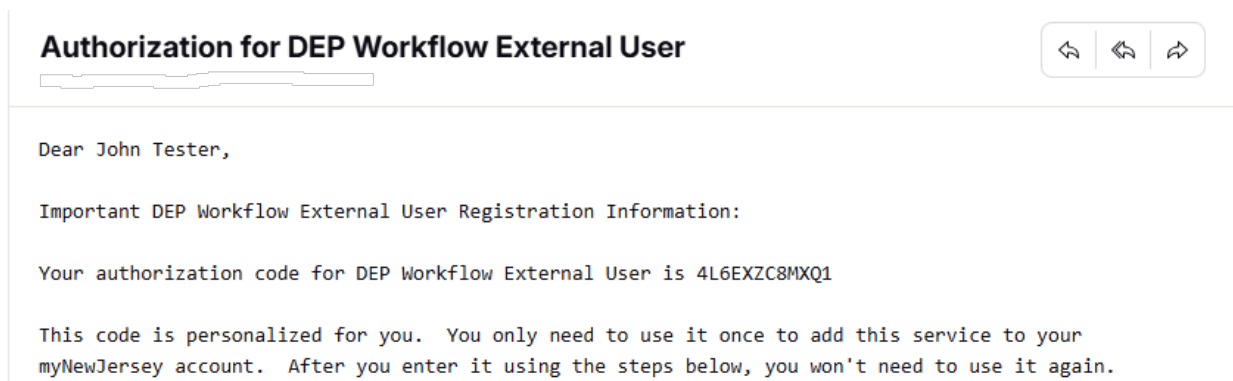 Authorization for DEP Workflow External User
Dear John Tester,
Important DEP Workflow External User Registration Information:
Your authorization code for DEP Workflow External User is 4L6EXZC8MXQ1
This code is personalized for you.  You only need to use it once to add this service to your
myNewJersey account.  After you enter it using the steps below, you won't need to use it again.